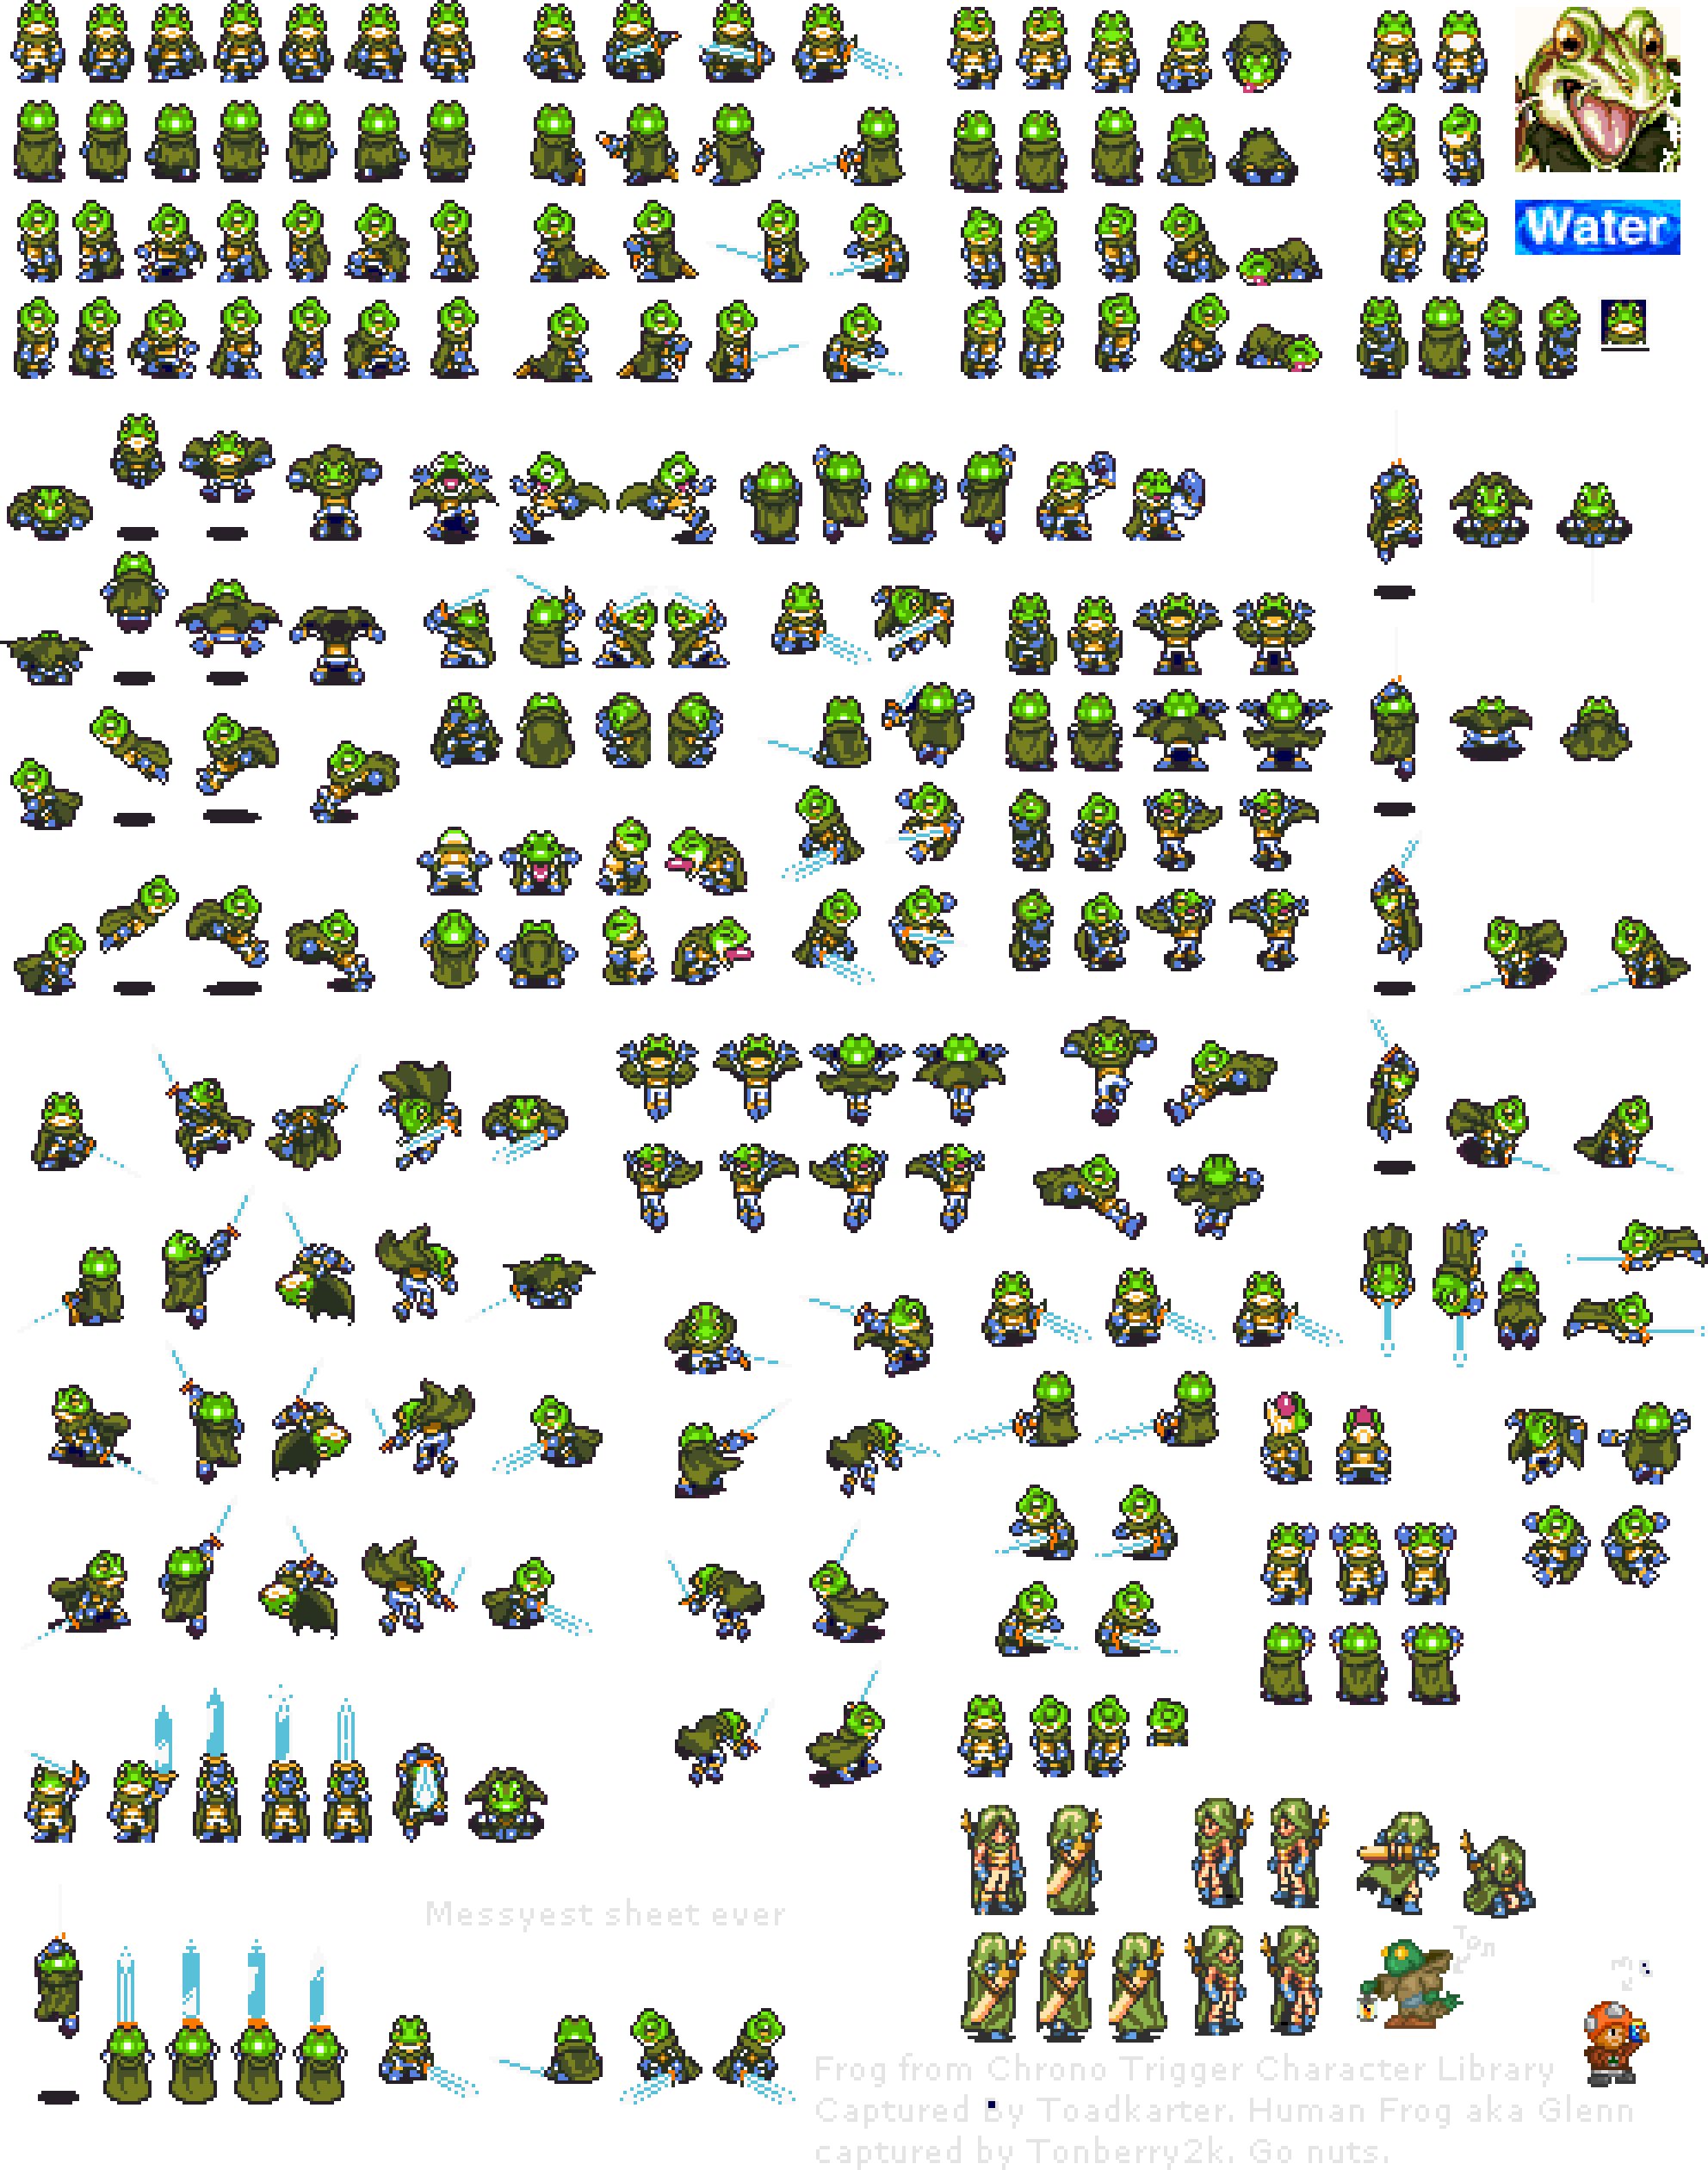 Water
Messyest sheet ever
Ton
Frog from Chrono Trigger Character Library
Captured By Toadkarter. Human Frog aka Glenn
captured by Tonberry2k. Go nuts.